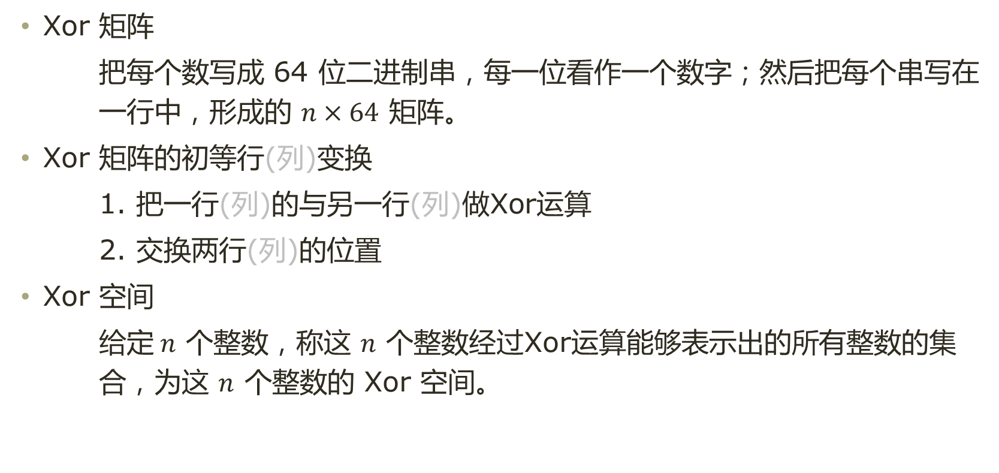 • Xor 矩阵
把每个数写成 64 位二进制串，每一位看作一个数字；然后把每个串写在
一行中，形成的 n × 64 矩阵。
• Xor 矩阵的初等行(列)变换
1. 把一行(列)的与另一行(列)做Xor运算
2. 交换两行(列)的位置
• Xor 空间
给定 n 个整数，称这 n 个整数经过Xor运算能够表示出的所有整数的集
合，为这 n 个整数的 Xor 空间。